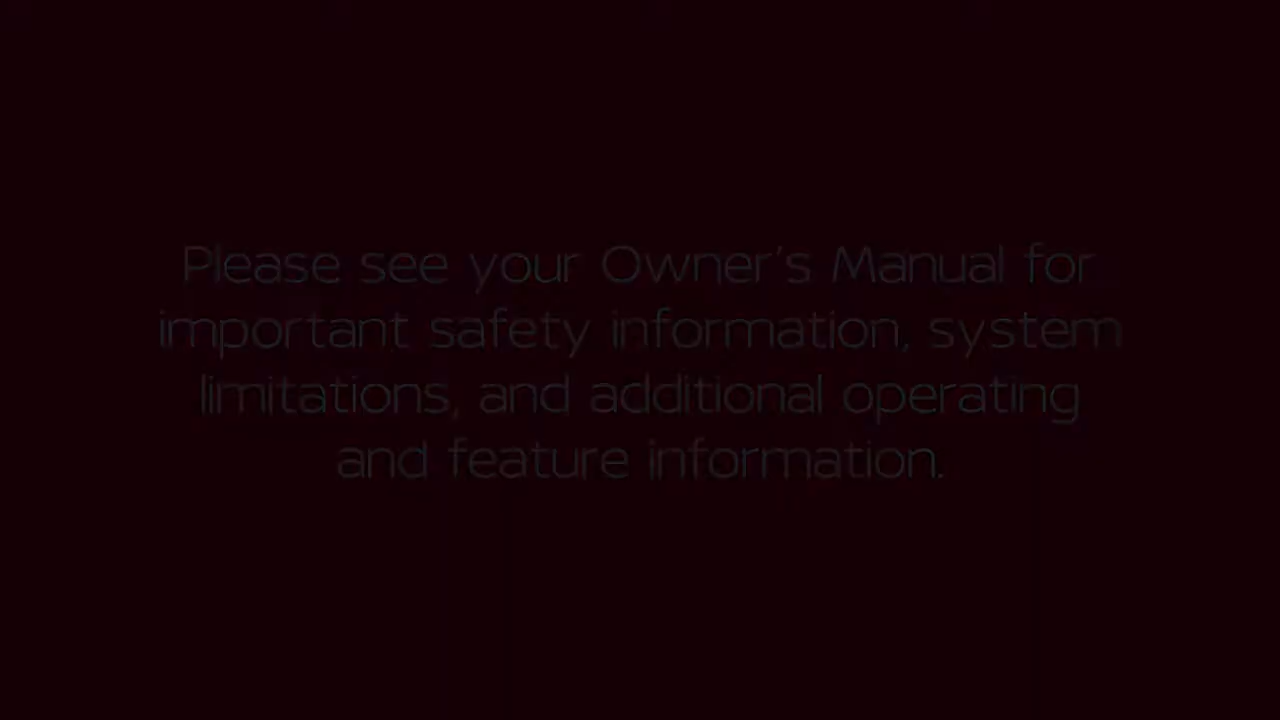 Please see your Owner's Manual for
important safety information, system
limitations, and additional operating
and feature information.